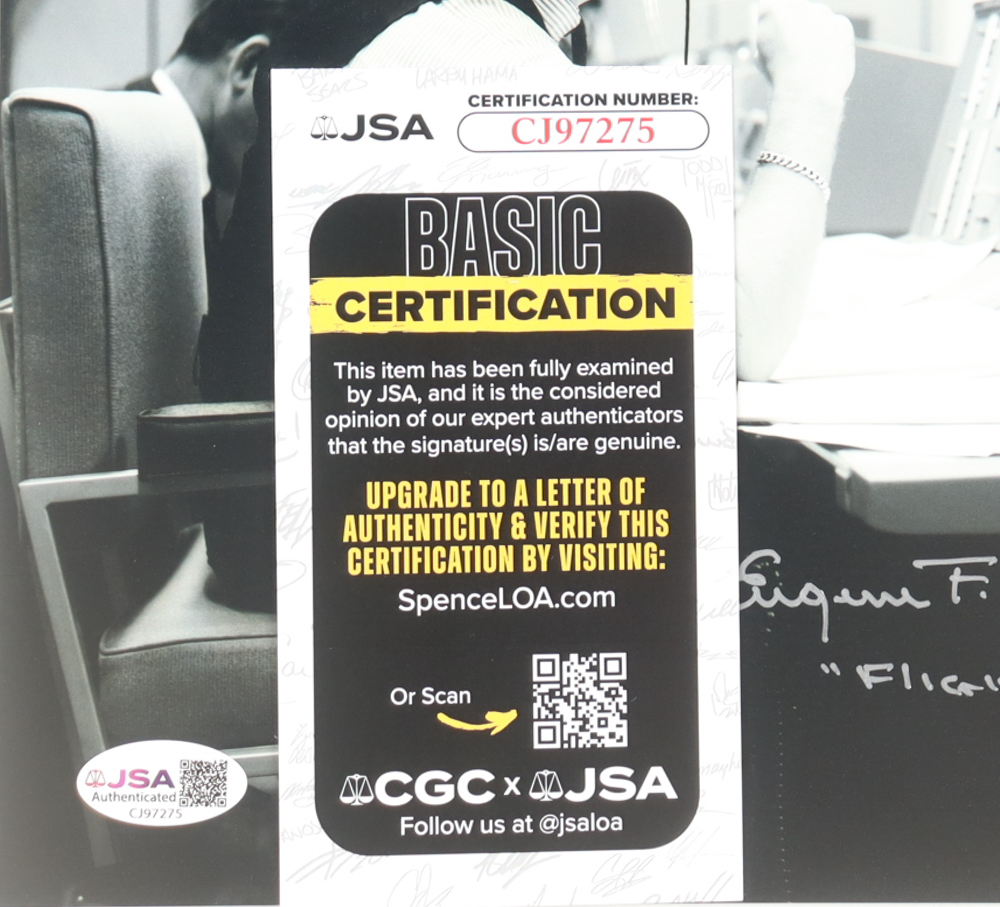 LARRY HAMA
JSA
CERTIFICATION NUMBER:
CJ97275
BASIC
CERTIFICATION
This item has been fully examined
by JSA, and it is the considered
opinion of our expert authenticators
that the signature(s) is/are genuine.
UPGRADE TO A LETTER OF
AUTHENTICITY & VERIFY THIS
CERTIFICATION BY VISITING:
SpenceLOA.com
Or Scan
CGC x JSA
Follow us at @jsaloa
JSA
Authenticated
CJ97275
Eugene F.